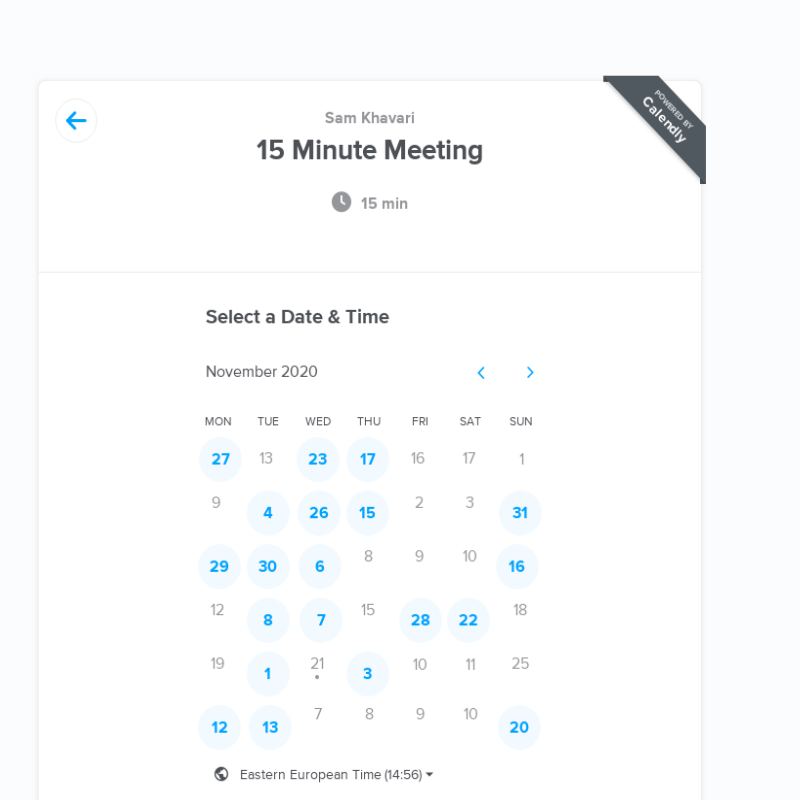 POWERED BY
Calendly
Sam Khavari
15 Minute Meeting
15 min
Select a Date & Time
November 2020
MON TUE WED THU FRI SAT SUN
27 13 23 17 16 17 1
9 4 26 15 2 3 31
29 30 6 8 9 10 16
12 8 7 15 28 22 18
19 1 21 3 10 11 25
12 13 7 8 9 10 20
Eastern European Time (14:56)